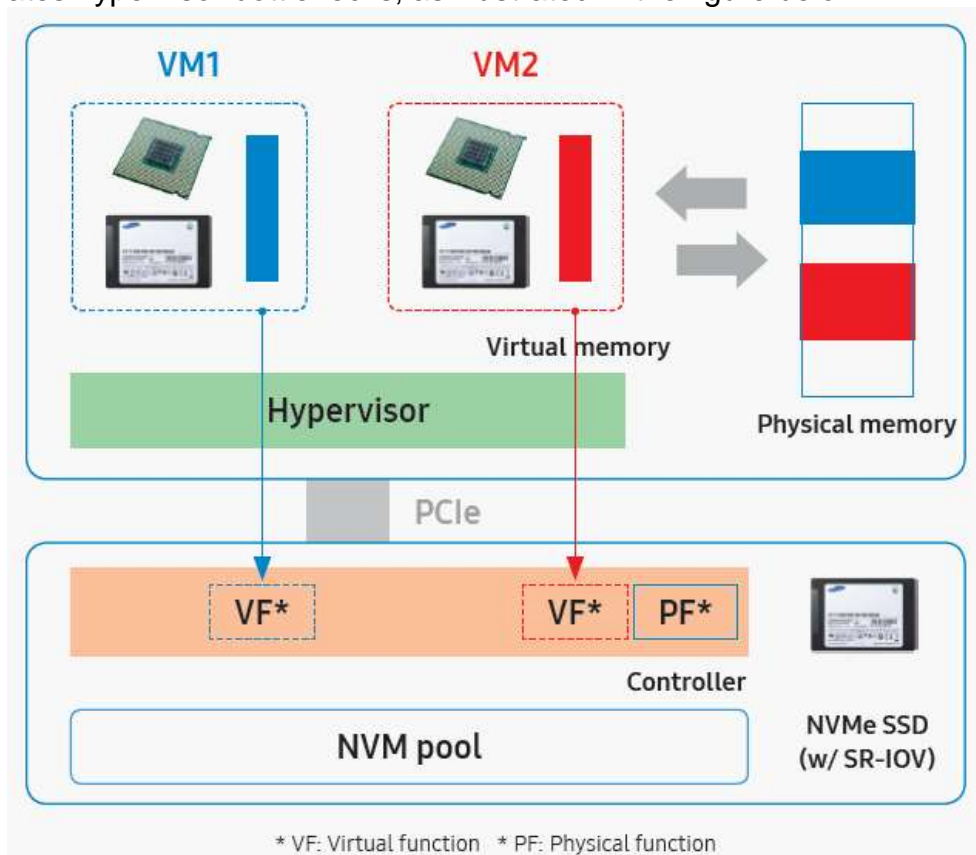 VM1
VM2
Virtual memory
Hypervisor
Physical memory
PCIe
VF*
VF*
PF*
Controller
NVM pool
NVMe SSD
(w/ SR-IOV)
* VF: Virtual function * PF: Physical function